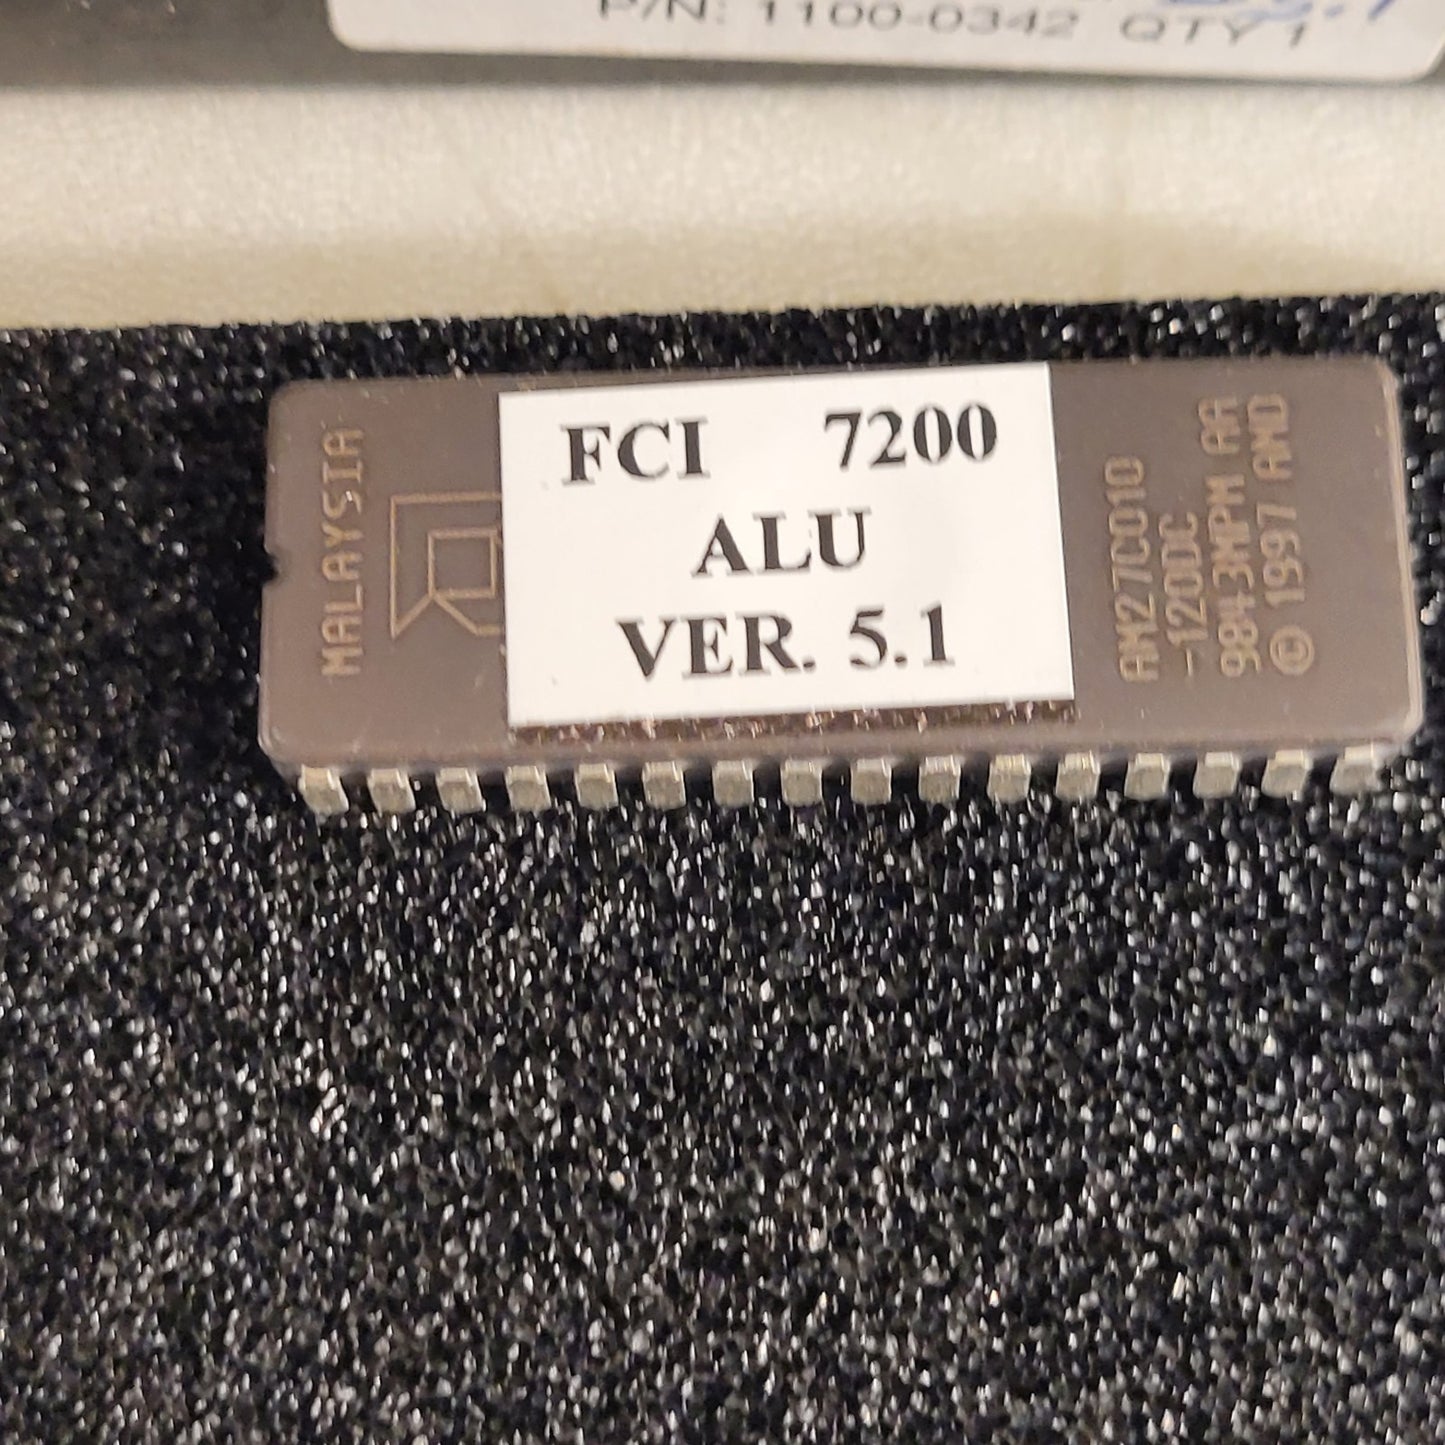 P/N: 1100-0342 QTY 1
FCI 7200
ALU
VER. 5.1
MALAYSIA
AM27C010
-120DC
9843MPM AA
© 1997 AMD